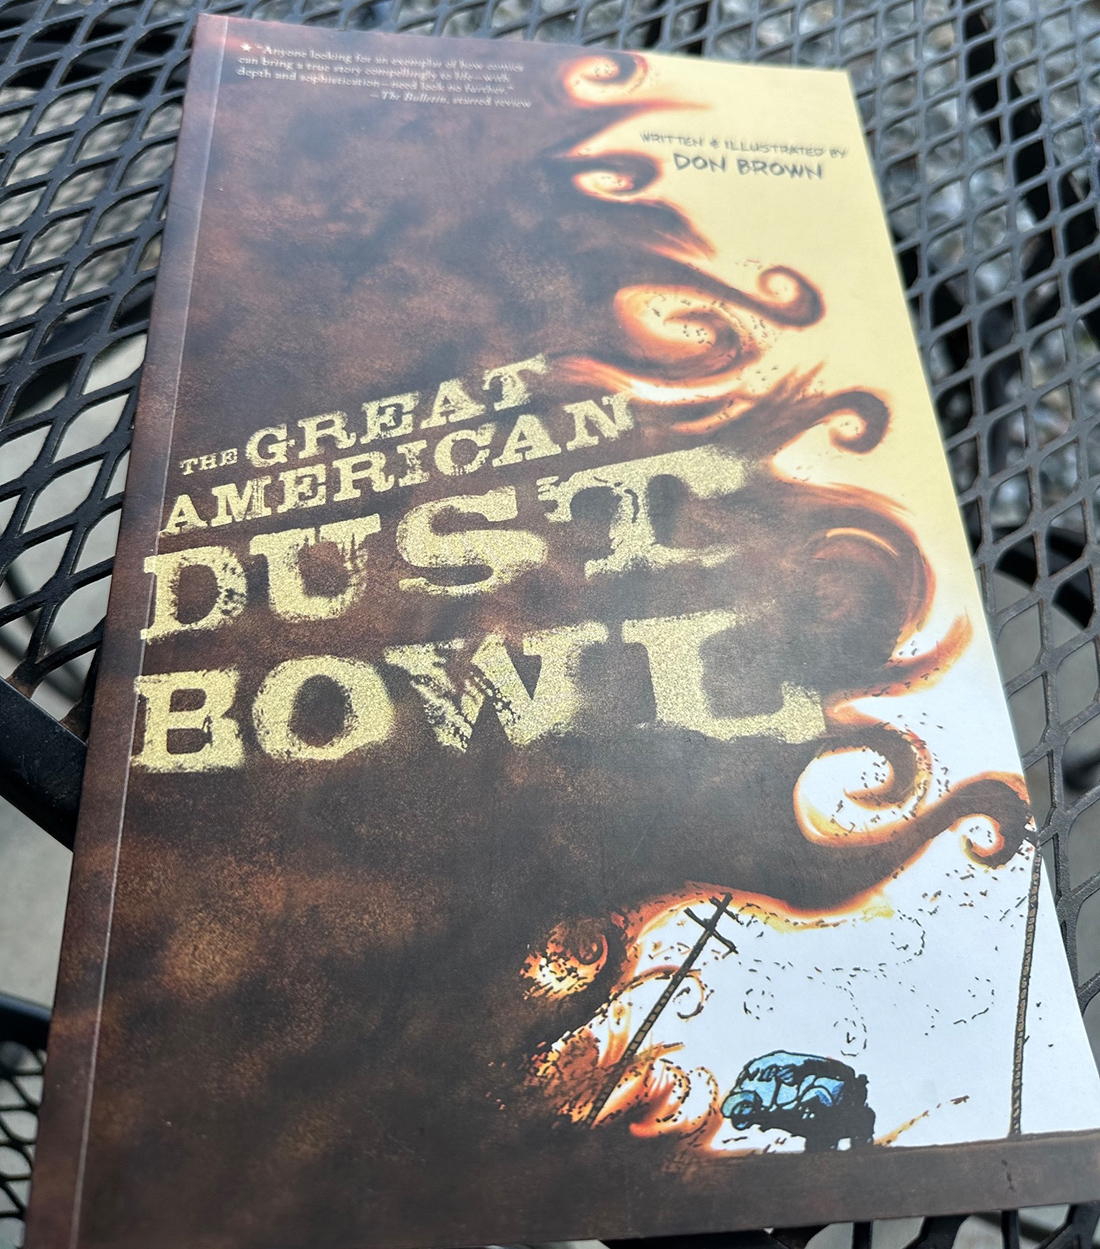 ★ "Anyone looking for an exemplar of how comics
can bring a true story compellingly to life—with
depth and sophistication—need look no further."
—The Bulletin, starred review
WRITTEN & ILLUSTRATED BY
DON BROWN
THE GREAT
AMERICAN
DUST
BOWL